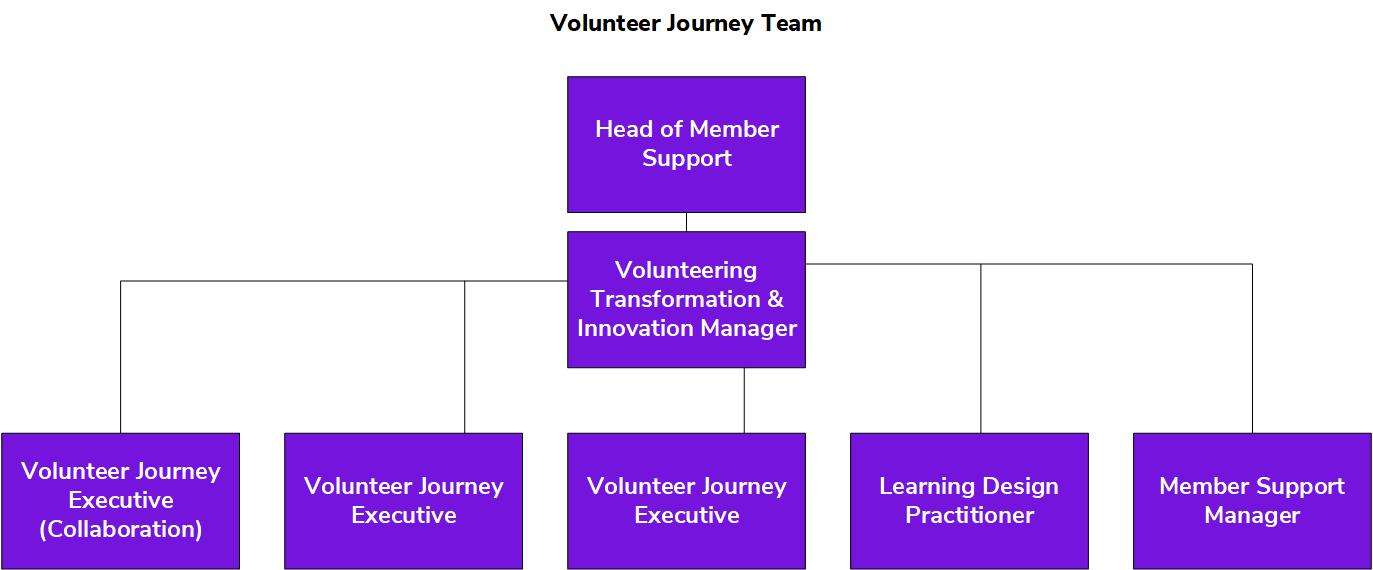 Volunteer Journey Team
Head of Member
Support
Volunteering
Transformation &
Innovation Manager
Volunteer Journey
Executive
(Collaboration)
Volunteer Journey
Executive
Volunteer Journey
Executive
Learning Design
Practitioner
Member Support
Manager